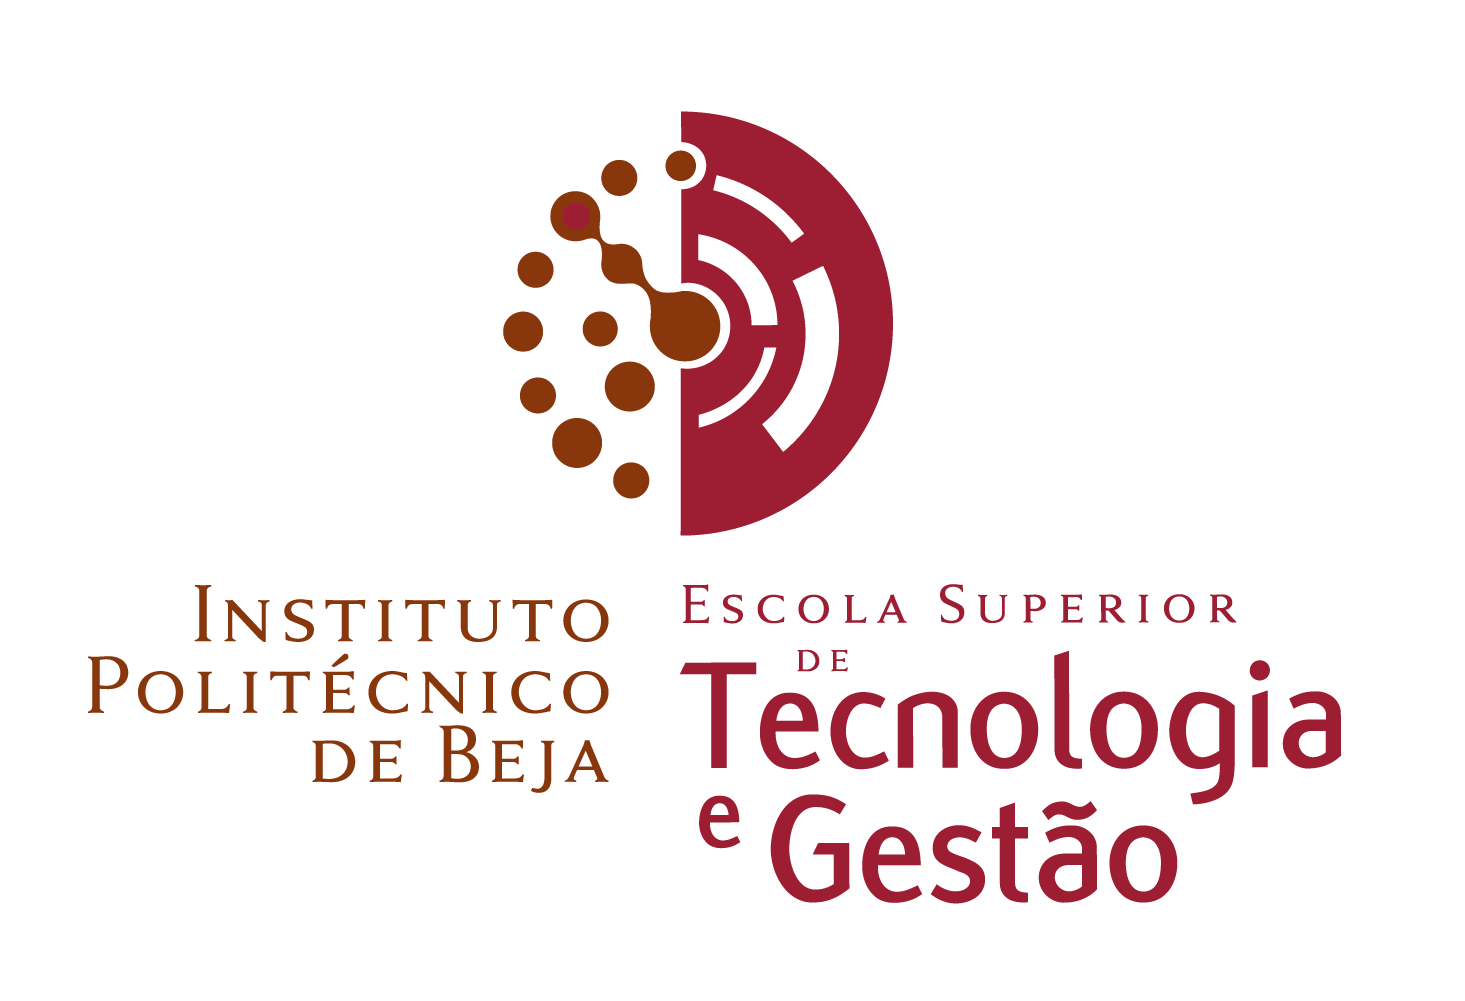 Instituto
Politécnico
de Beja
Escola Superior
de
Tecnologia
e Gestão